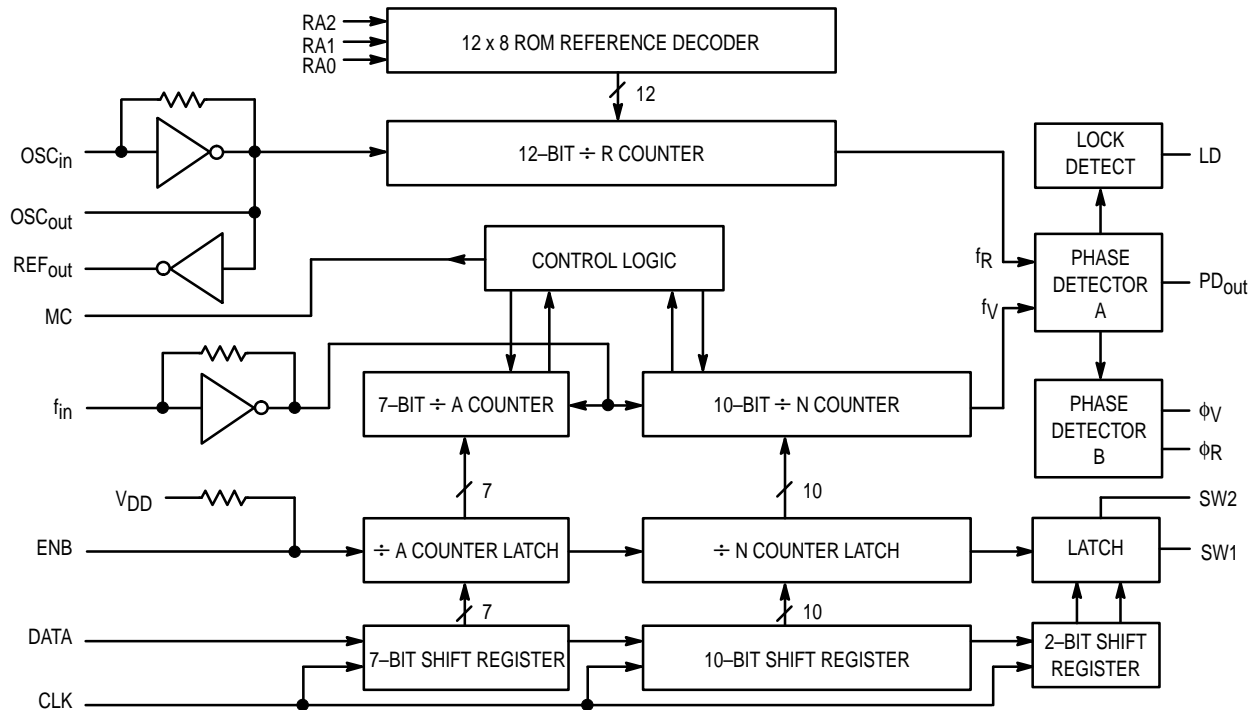 RA2
RA1
RA0
12 x 8 ROM REFERENCE DECODER
12
OSCin
12–BIT ÷ R COUNTER
LOCK
DETECT
LD
OSCout
REFout
CONTROL LOGIC
fR
PHASE
DETECTOR
A
PDout
MC
fV
fin
7–BIT ÷ A COUNTER
10–BIT ÷ N COUNTER
PHASE
DETECTOR
B
ϕV
ϕR
VDD
7
10
SW2
ENB
÷ A COUNTER LATCH
÷ N COUNTER LATCH
LATCH
SW1
7
10
DATA
7–BIT SHIFT REGISTER
10–BIT SHIFT REGISTER
2–BIT SHIFT
REGISTER
CLK